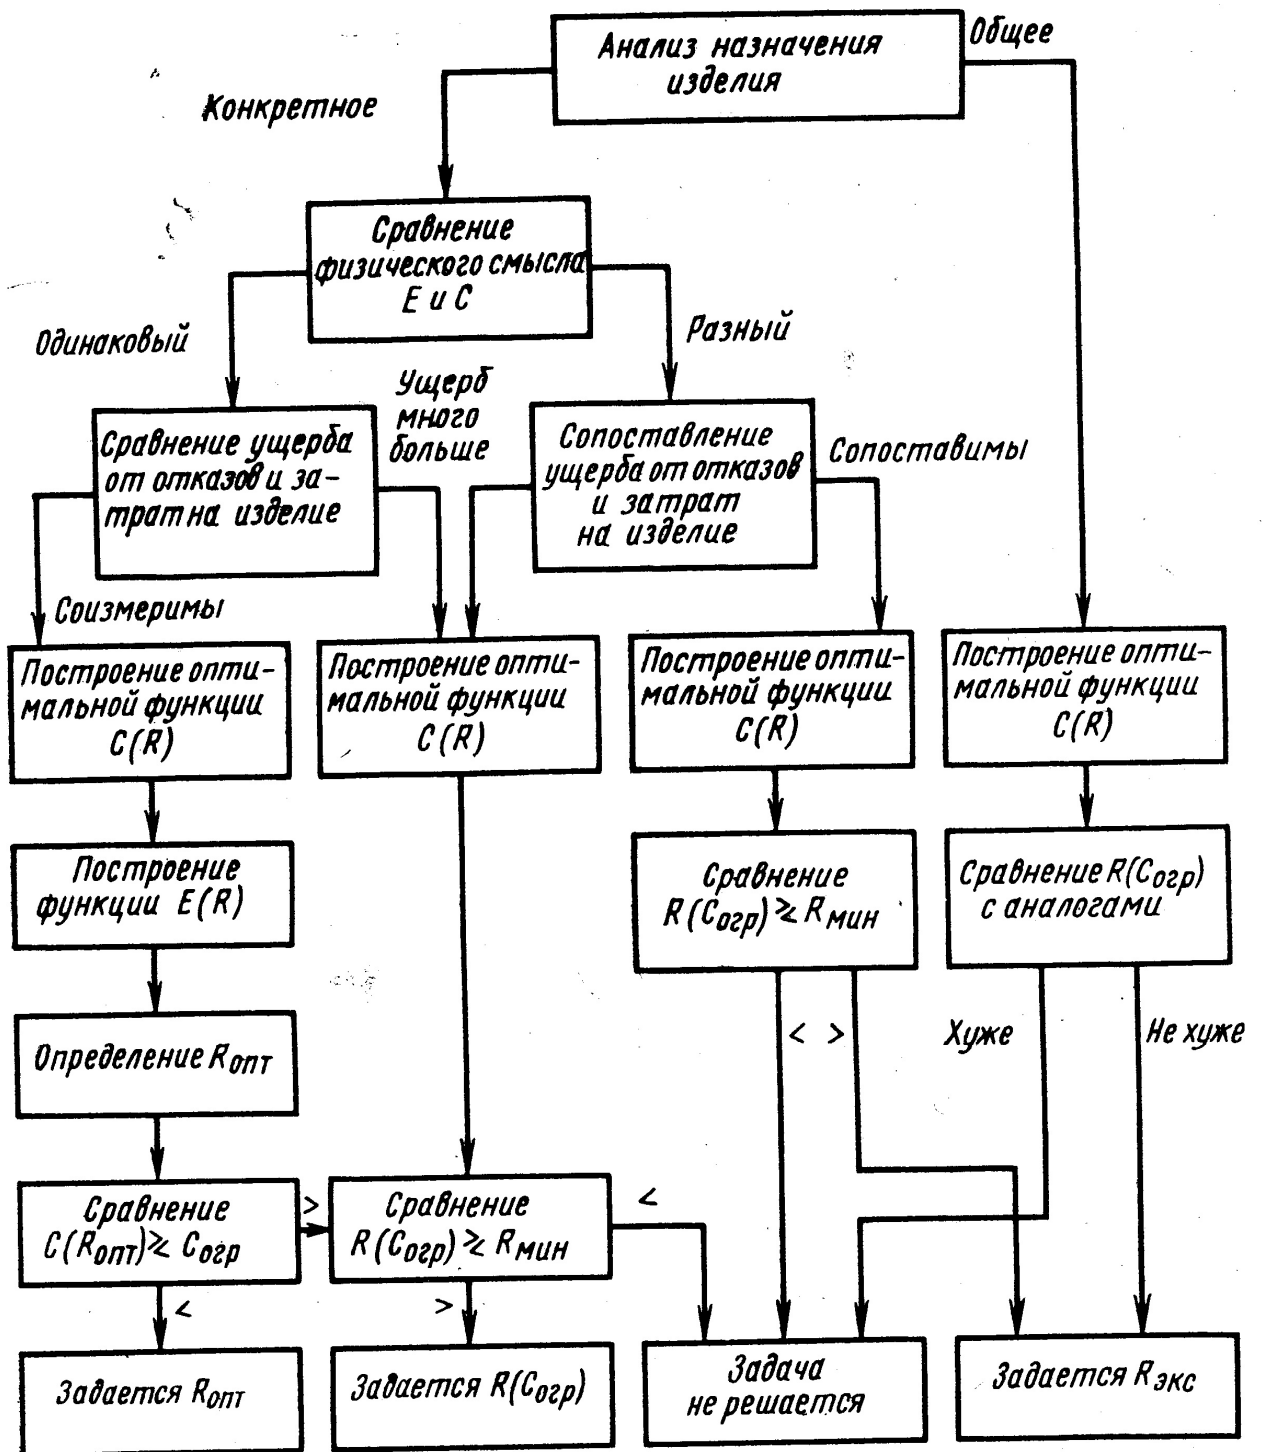 Анализ назначения
изделия
Общее
Конкретное
Сравнение
физического смысла
E и C
Одинаковый
Разный
Ущерб
много
больше
Сравнение ущерба
от отказов и за-
трат на изделие
Сопоставление
ущерба от отказов
и затрат
на изделие
Сопоставимы
Соизмеримы
Построение опти-
мальной функции
C(R)
Построение опти-
мальной функции
C(R)
Построение опти-
мальной функции
C(R)
Построение опти-
мальной функции
C(R)
Построение
функции E(R)
Сравнение
R(Cогр) ⩾ Rмин
Сравнение R(Cогр)
с аналогами
Определение Rопт
< >
Хуже
Не хуже
Сравнение
C(Rопт) ⩾ Cогр
>
Сравнение
R(Cогр) ⩾ Rмин
<
<
>
Задается Rопт
Задается R(Cогр)
Задача
не решается
Задается Rэкс